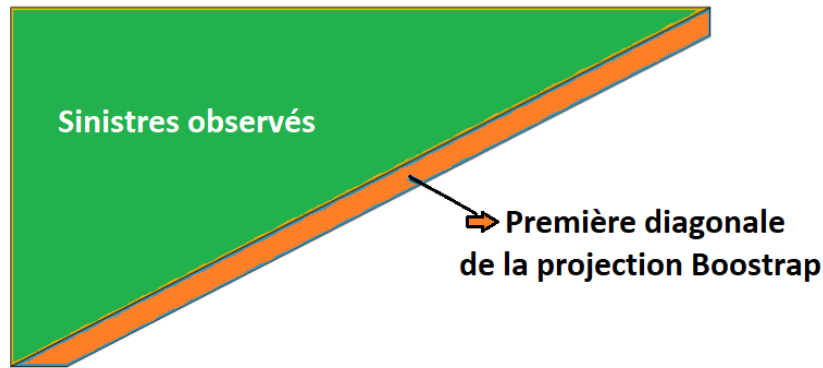 Sinistres observés
Première diagonale
de la projection Boostrap